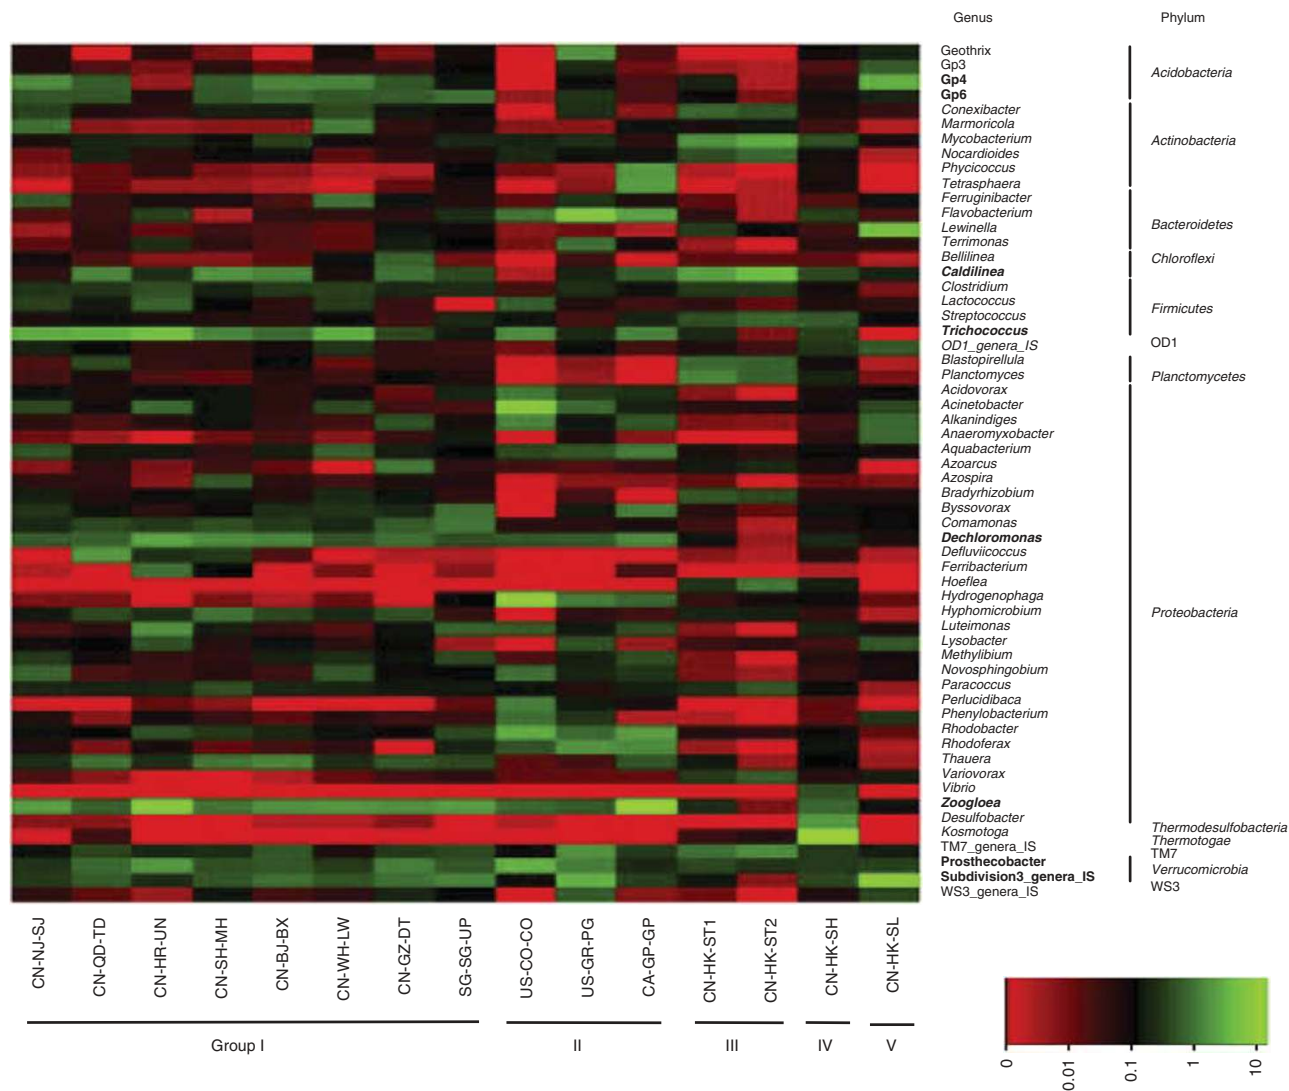 Genus Phylum
Geothrix
Gp3
Gp4
Gp6
Acidobacteria
Conexibacter
Marmoricola
Mycobacterium
Nocardioides
Phycicoccus
Tetrasphaera
Actinobacteria
Ferruginibacter
Flavobacterium
Lewinella
Terrimonas
Bacteroidetes
Bellilinea
Caldilinea
Chloroflexi
Clostridium
Lactococcus
Streptococcus
Trichococcus
Firmicutes
OD1_genera_IS
OD1
Blastopirellula
Planctomyces
Planctomycetes
Acidovorax
Acinetobacter
Alkanindiges
Anaeromyxobacter
Aquabacterium
Azoarcus
Azospira
Bradyrhizobium
Byssovorax
Comamonas
Dechloromonas
Defluviicoccus
Ferribacterium
Hoeflea
Hydrogenophaga
Hyphomicrobium
Luteimonas
Lysobacter
Methylibium
Novosphingobium
Paracoccus
Perlucidibaca
Phenylobacterium
Rhodobacter
Rhodoferax
Thauera
Variovorax
Vibrio
Zoogloea
Desulfobacter
Proteobacteria
Thermodesulfobacteria
Kosmotoga
Thermotogae
TM7_genera_IS
TM7
Prosthecobacter
Subdivision3_genera_IS
Verrucomicrobia
WS3_genera_IS
WS3
CN-NJ-SJ
CN-QD-TD
CN-HR-UN
CN-SH-MH
CN-BJ-BX
CN-WH-LW
CN-GZ-DT
SG-SG-UP
US-CO-CO
US-GR-PG
CA-GP-GP
CN-HK-ST1
CN-HK-ST2
CN-HK-SH
CN-HK-SL
Group I II III IV V
0
0.01
0.1
1
10